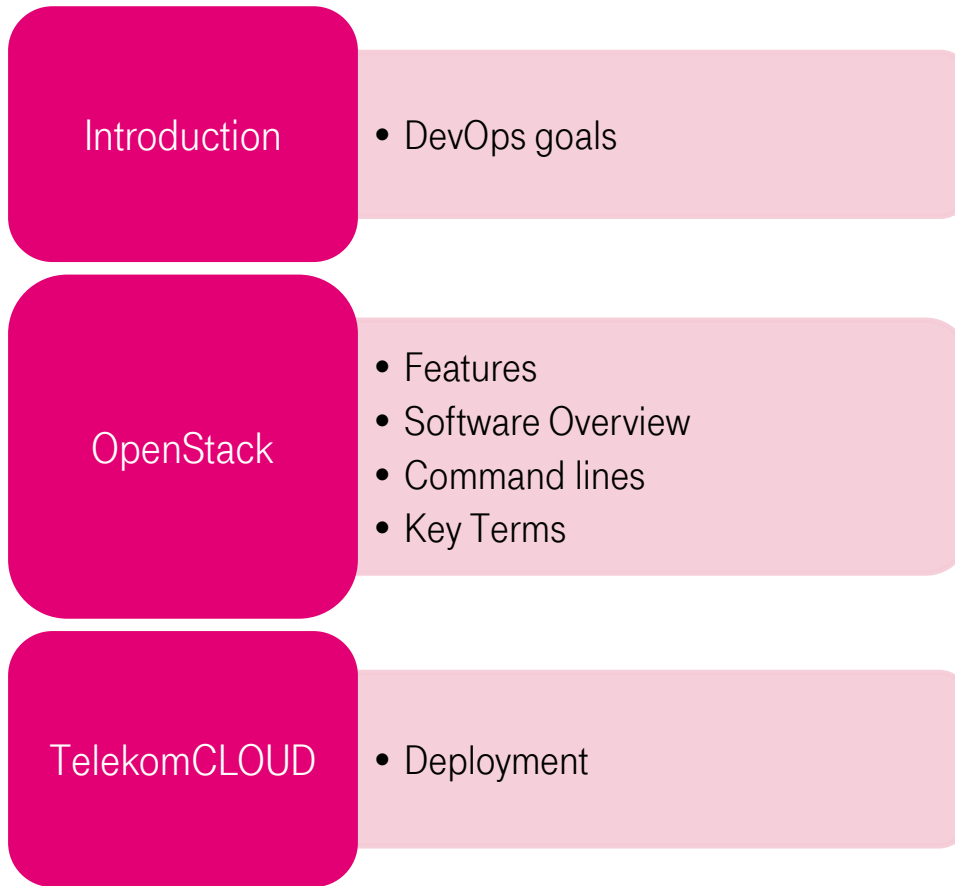 Introduction
• DevOps goals
OpenStack
• Features
• Software Overview
• Command lines
• Key Terms
TelekomCLOUD
• Deployment